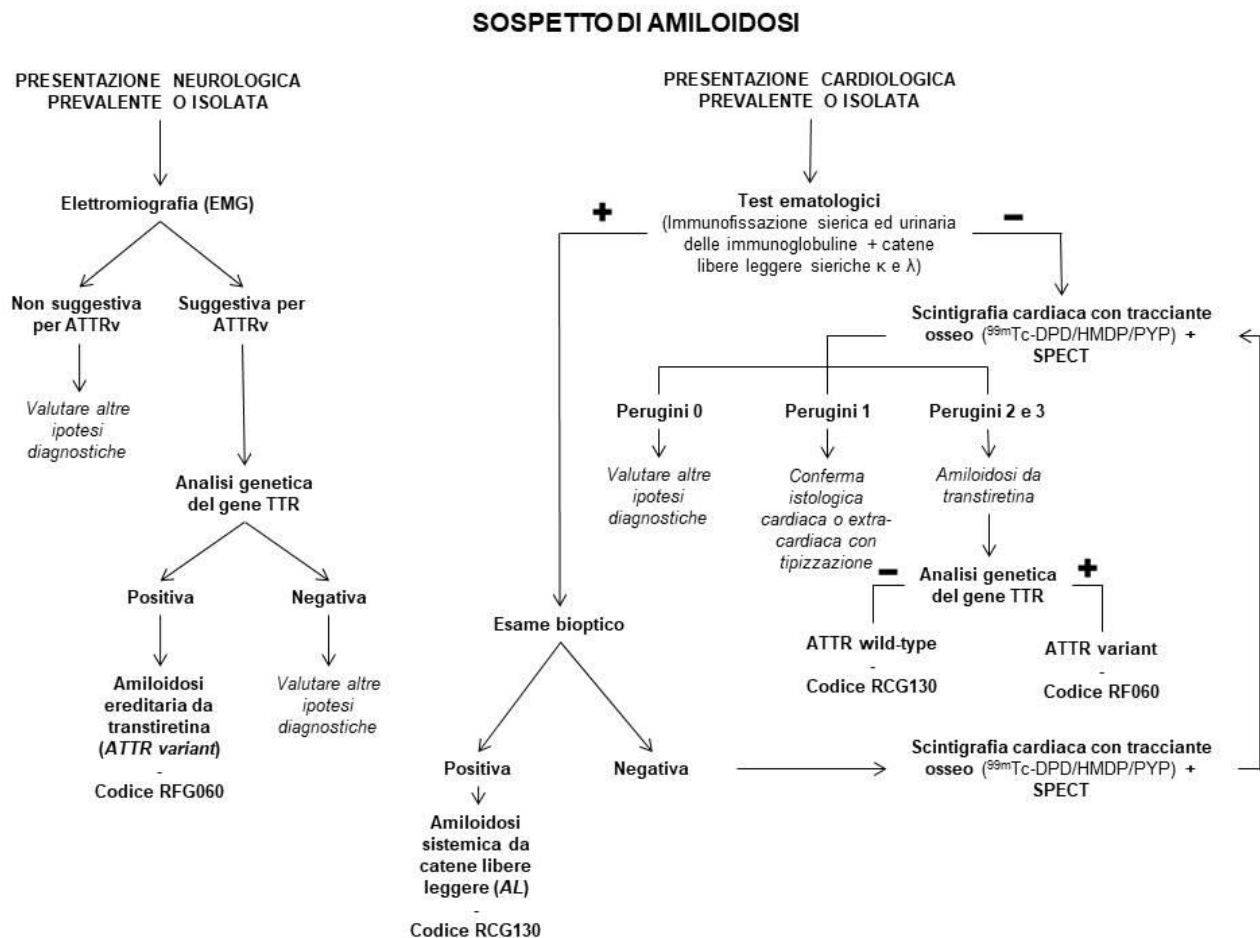 SOSPETTO DI AMILOIDOSI
PRESENTAZIONE NEUROLOGICA
PREVALENTE O ISOLATA
Elettromiografia (EMG)
Non suggestiva
per ATTRv
Suggestiva per
ATTRv
Valutare altre
ipotesi
diagnostiche
Analisi genetica
del gene TTR
Positiva
Negativa
Amiloidosi
ereditaria da
transtiretina
(ATTR variant)
-
Codice RFG060
Valutare altre
ipotesi
diagnostiche
PRESENTAZIONE CARDIOLOGICA
PREVALENTE O ISOLATA
+
Test ematologici
(Immunofissazione sierica ed urinaria
delle immunoglobuline + catene
libere leggere sieriche κ e λ)
−
Scintigrafia cardiaca con tracciante
osseo (⁹⁹ᵐTc-DPD/HMDP/PYP) +
SPECT
Perugini 0
Perugini 1
Perugini 2 e 3
Valutare altre
ipotesi
diagnostiche
Conferma
istologica
cardiaca o extra-
cardiaca con
tipizzazione
Amiloidosi da
transtiretina
−
Analisi genetica
del gene TTR
+
ATTR wild-type
-
Codice RCG130
ATTR variant
-
Codice RF060
Esame bioptico
Positiva
Negativa
Scintigrafia cardiaca con tracciante
osseo (⁹⁹ᵐTc-DPD/HMDP/PYP) +
SPECT
Amiloidosi
sistemica da
catene libere
leggere (AL)
-
Codice RCG130